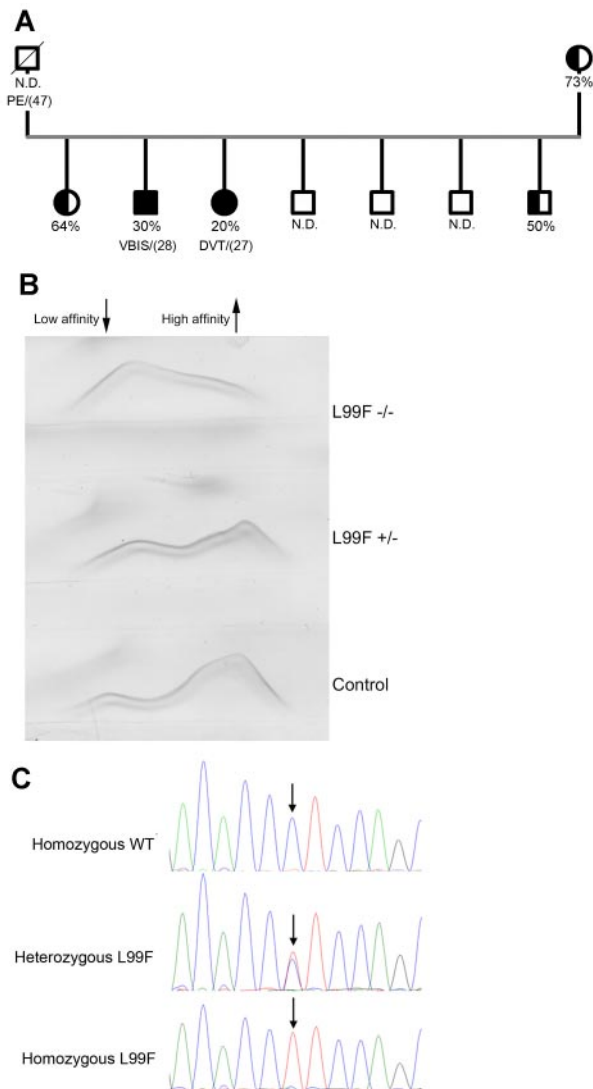 A
N.D.
PE/(47)
73%
64%
30%
20%
N.D.
N.D.
N.D.
50%
VBIS/(28)
DVT/(27)
B
Low affinity
High affinity
L99F -/-
L99F +/-
Control
C
Homozygous WT
Heterozygous L99F
Homozygous L99F